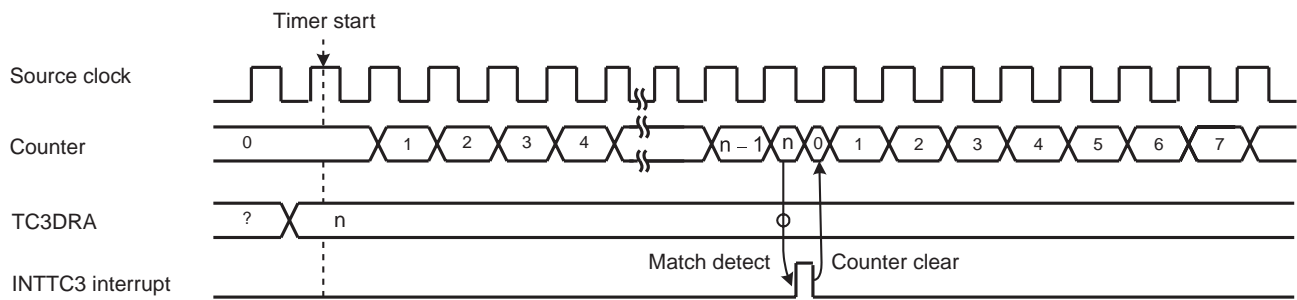 Timer start
Source clock
Counter 0 1 2 3 4 n – 1 n 0 1 2 3 4 5 6 7
TC3DRA ? n
Match detect Counter clear
INTTC3 interrupt